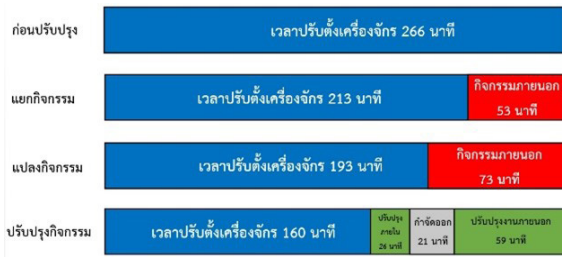 ก่อนปรับปรุง
เวลาปรับตั้งเครื่องจักร 266 นาที
แยกกิจกรรม
เวลาปรับตั้งเครื่องจักร 213 นาที
กิจกรรมภายนอก
53 นาที
แปลงกิจกรรม
เวลาปรับตั้งเครื่องจักร 193 นาที
กิจกรรมภายนอก
73 นาที
ปรับปรุงกิจกรรม
เวลาปรับตั้งเครื่องจักร 160 นาที
ปรับปรุง
ภายใน
26 นาที
กำจัดออก
21 นาที
ปรับปรุงงานภายนอก
59 นาที